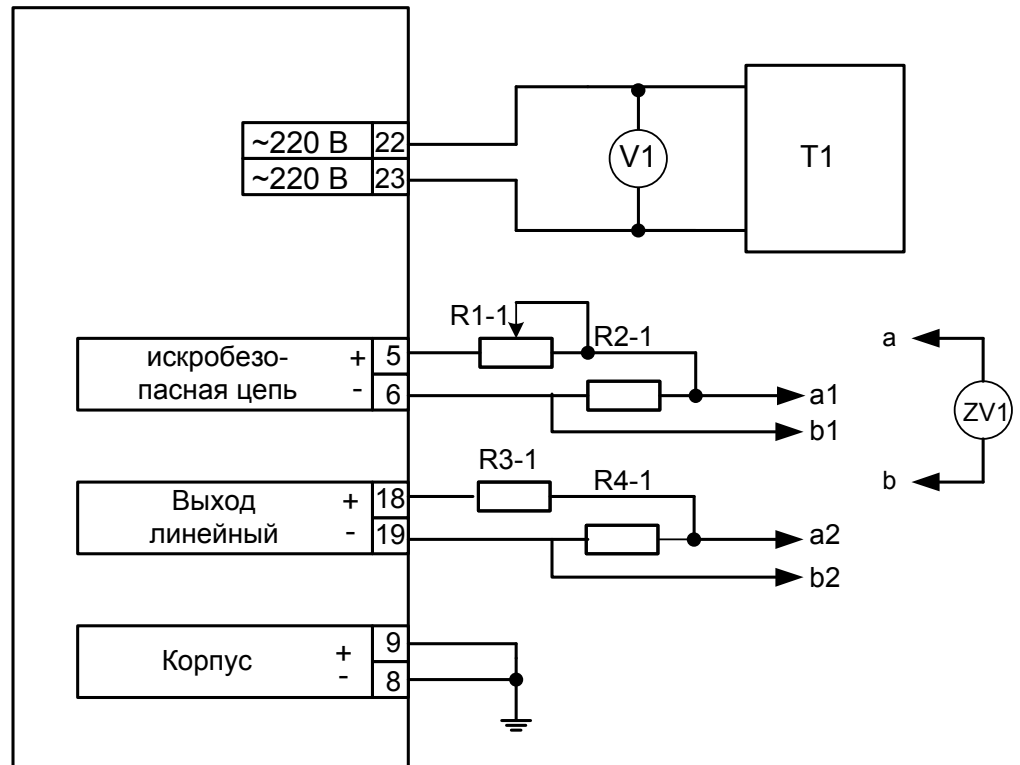 ~220 В 22
~220 В 23
V1
T1
искробезо-
пасная цепь
+ 5
- 6
R1-1
R2-1
a1
b1
a
ZV1
b
Выход
линейный
+ 18
- 19
R3-1
R4-1
a2
b2
Корпус
+ 9
- 8